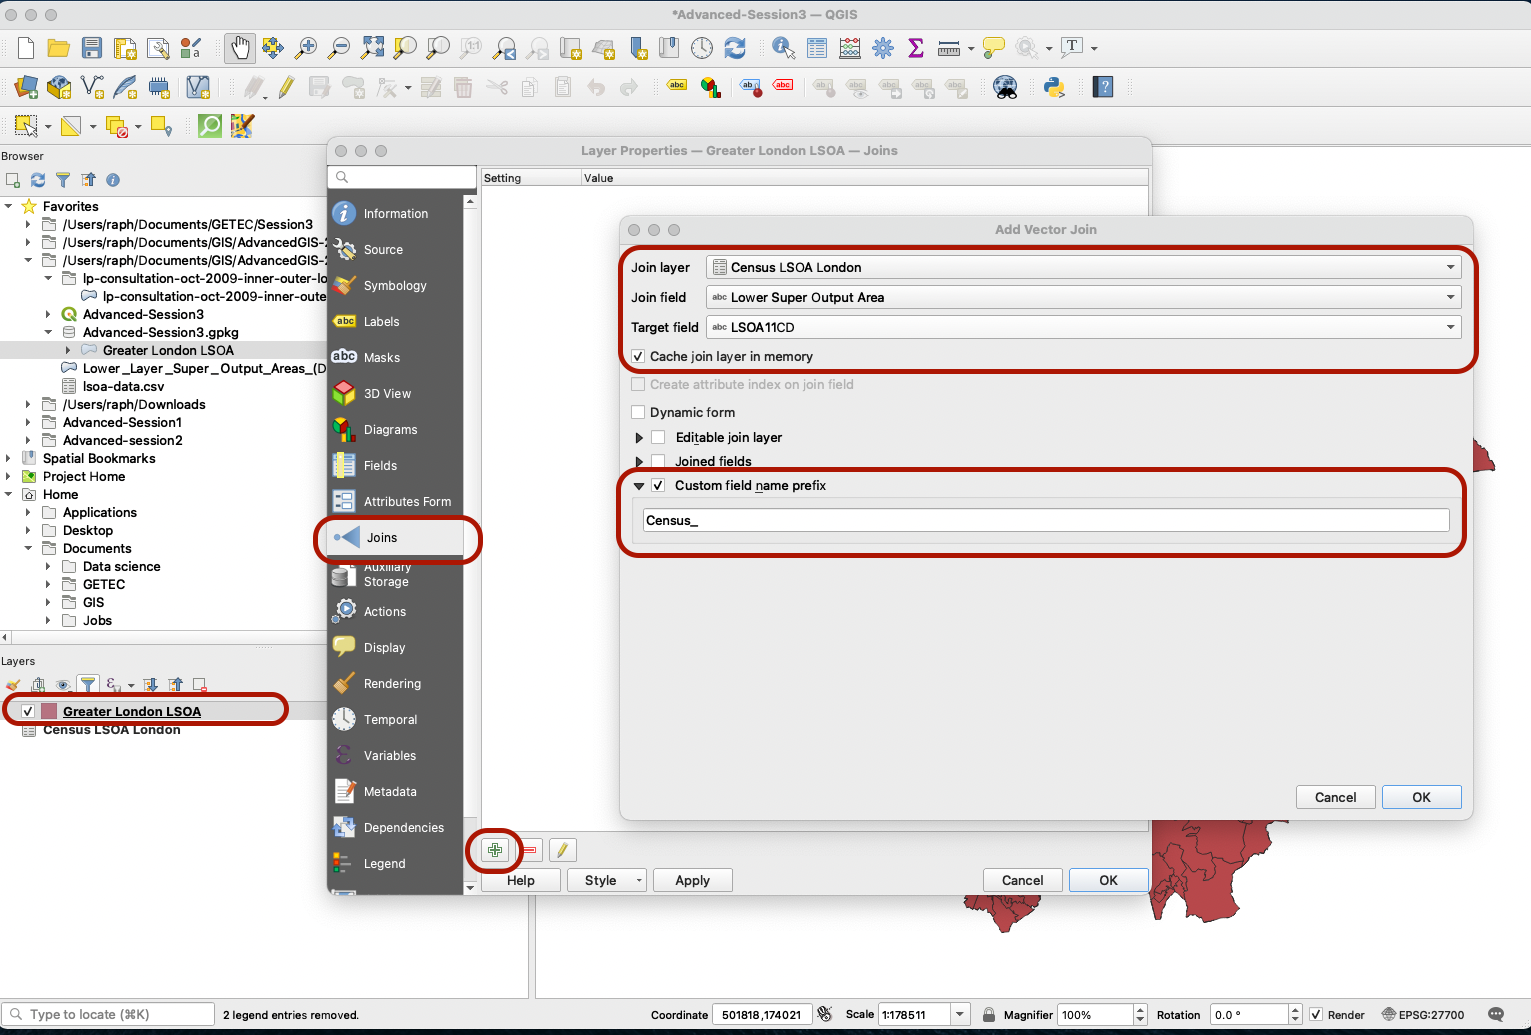 *Advanced-Session3 — QGIS
Browser
Favorites
/Users/raph/Documents/GETEC/Session3
/Users/raph/Documents/GIS/AdvancedGIS-2
/Users/raph/Documents/GIS/AdvancedGIS-2
lp-consultation-oct-2009-inner-outer-lo
lp-consultation-oct-2009-inner-outer
Advanced-Session3
Advanced-Session3.gpkg
Greater London LSOA
Lower_Layer_Super_Output_Areas_(D
lsoa-data.csv
/Users/raph/Downloads
Advanced-Session1
Advanced-session2
Spatial Bookmarks
Project Home
Home
Applications
Desktop
Documents
Data science
GETEC
GIS
Jobs
Layers
Greater London LSOA
Census LSOA London
Layer Properties — Greater London LSOA — Joins
Setting Value
Information
Source
Symbology
abc Labels
abc Masks
3D View
Diagrams
Fields
Attributes Form
Joins
Auxiliary
Storage
Actions
Display
Rendering
Temporal
Variables
Metadata
Dependencies
Legend
Help Style Apply Cancel OK
Add Vector Join
Join layer Census LSOA London
Join field abc Lower Super Output Area
Target field abc LSOA11CD
Cache join layer in memory
Create attribute index on join field
Dynamic form
Editable join layer
Joined fields
Custom field name prefix
Census_
Cancel OK
Type to locate (⌘K) 2 legend entries removed. Coordinate 501818,174021 Scale 1:178511 Magnifier 100% Rotation 0.0 ° Render EPSG:27700